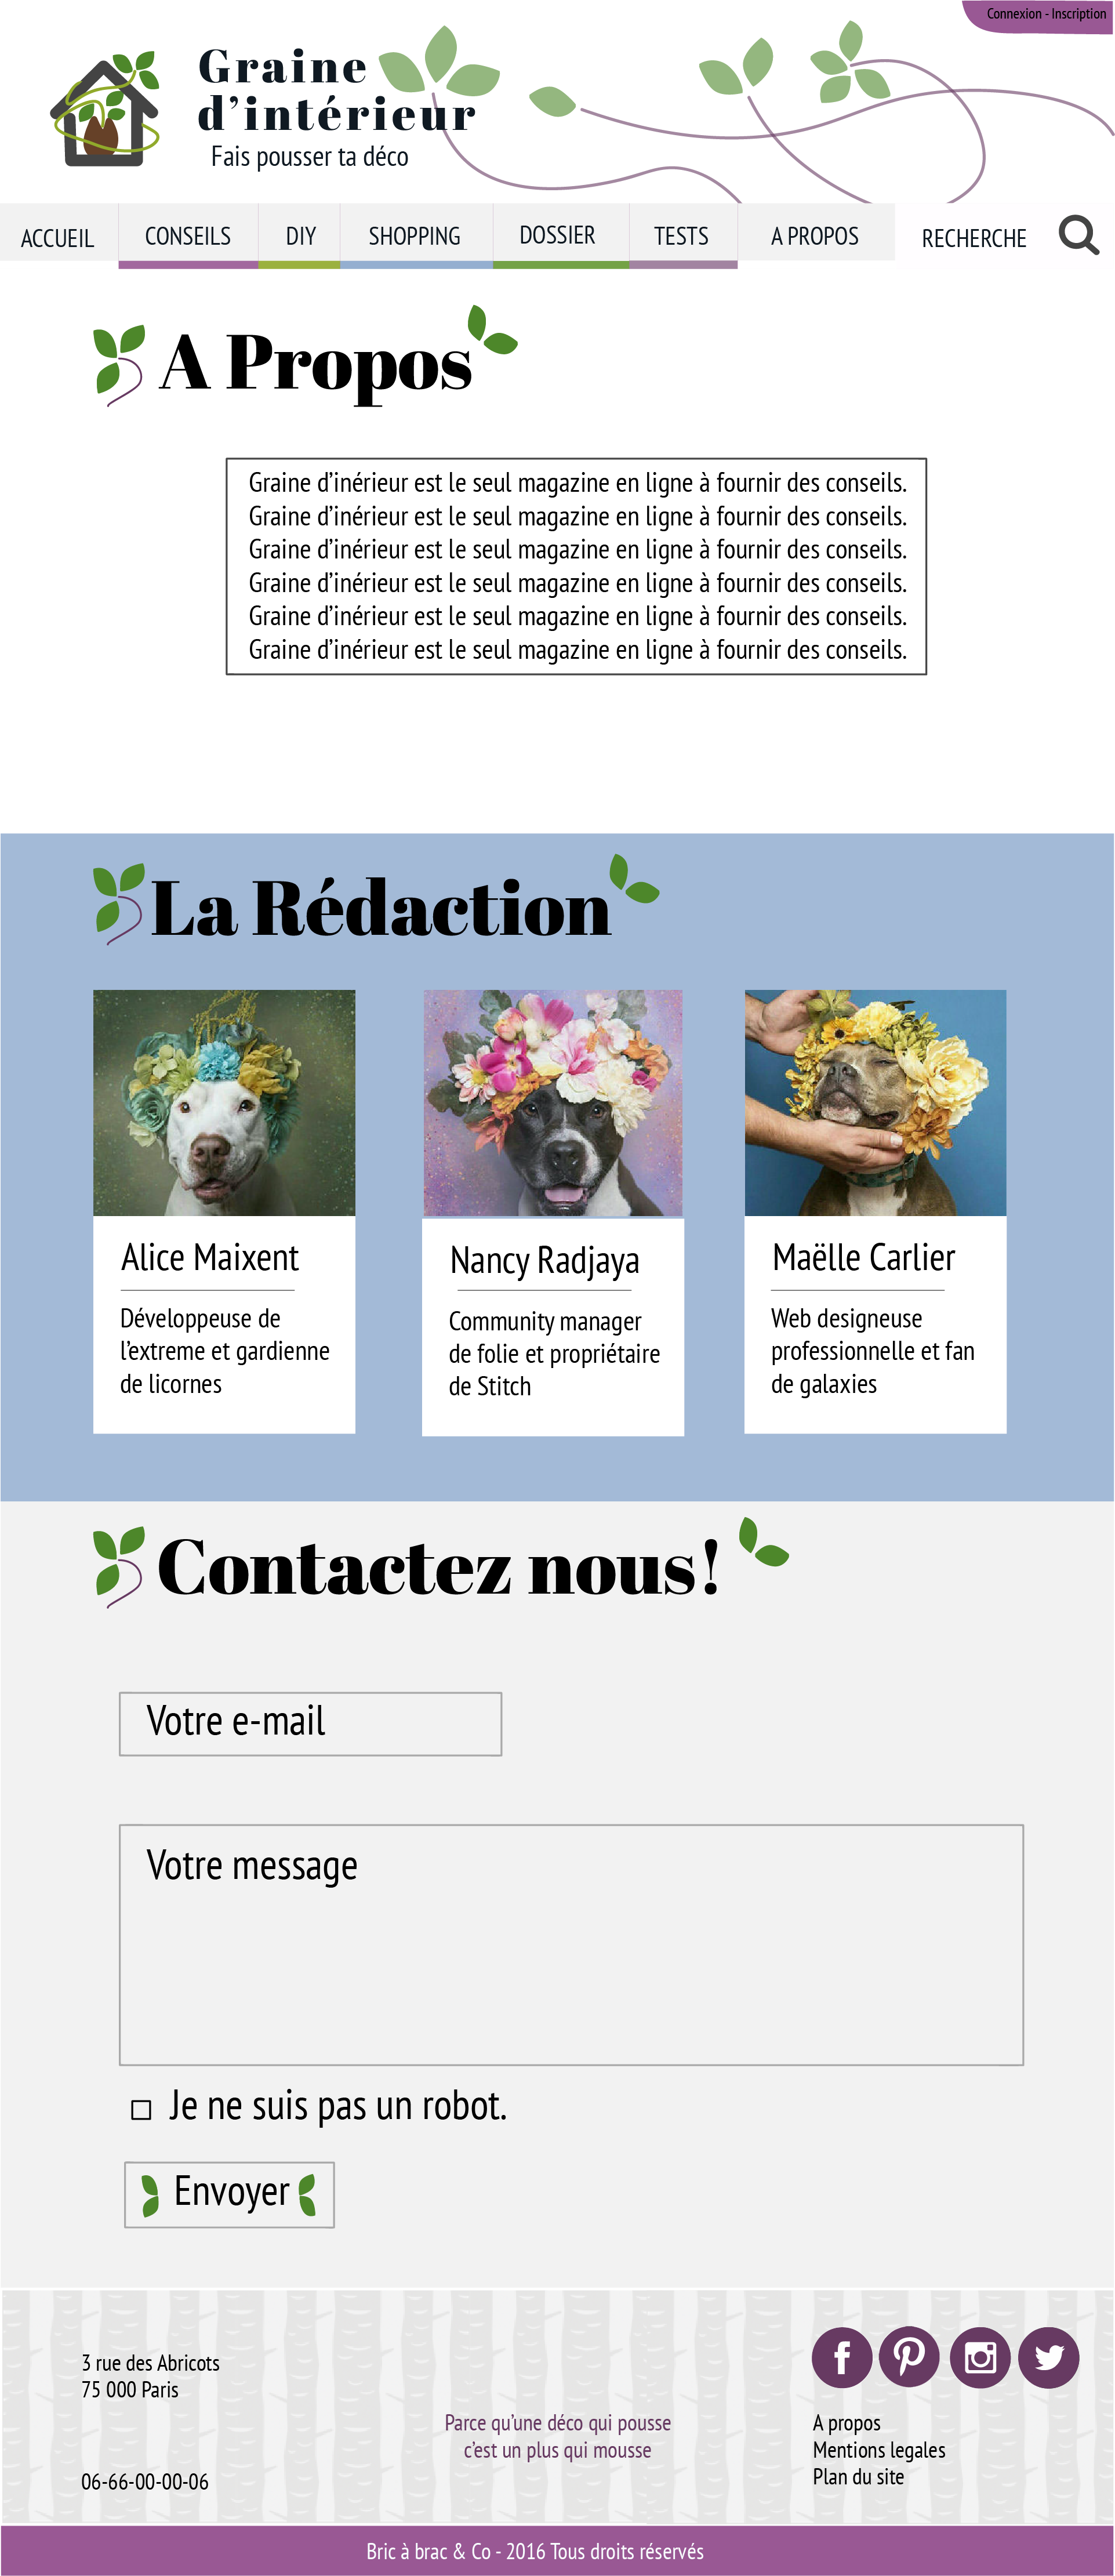 Connexion - Inscription
Graine
d'intérieur
Fais pousser ta déco
ACCUEIL
CONSEILS
DIY
SHOPPING
DOSSIER
TESTS
A PROPOS
RECHERCHE
A Propos
Graine d'inérieur est le seul magazine en ligne à fournir des conseils.
Graine d'inérieur est le seul magazine en ligne à fournir des conseils.
Graine d'inérieur est le seul magazine en ligne à fournir des conseils.
Graine d'inérieur est le seul magazine en ligne à fournir des conseils.
Graine d'inérieur est le seul magazine en ligne à fournir des conseils.
Graine d'inérieur est le seul magazine en ligne à fournir des conseils.
La Rédaction
Alice Maixent
Développeuse de
l'extreme et gardienne
de licornes
Nancy Radjaya
Community manager
de folie et propriétaire
de Stitch
Maëlle Carlier
Web designeuse
professionnelle et fan
de galaxies
Contactez nous!
Votre e-mail
Votre message
Je ne suis pas un robot.
Envoyer
3 rue des Abricots
75 000 Paris
06-66-00-00-06
Parce qu'une déco qui pousse
c'est un plus qui mousse
A propos
Mentions legales
Plan du site
Bric à brac & Co - 2016 Tous droits réservés